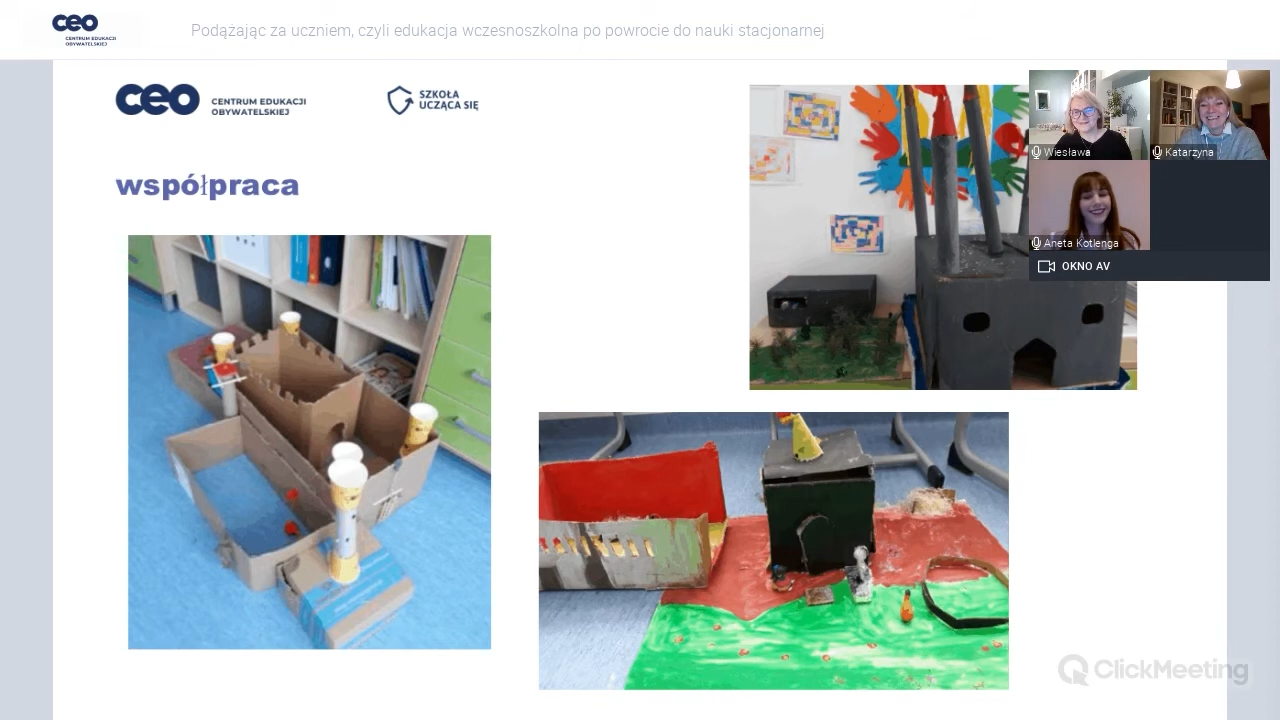 ceo
CENTRUM EDUKACJI
OBYWATELSKIEJ
Podążając za uczniem, czyli edukacja wczesnoszkolna po powrocie do nauki stacjonarnej
ceo
CENTRUM EDUKACJI
OBYWATELSKIEJ
SZKOŁA
UCZĄCA SIĘ
współpraca
Wiesława
Katarzyna
Aneta Kotlenga
OKNO AV
ClickMeeting